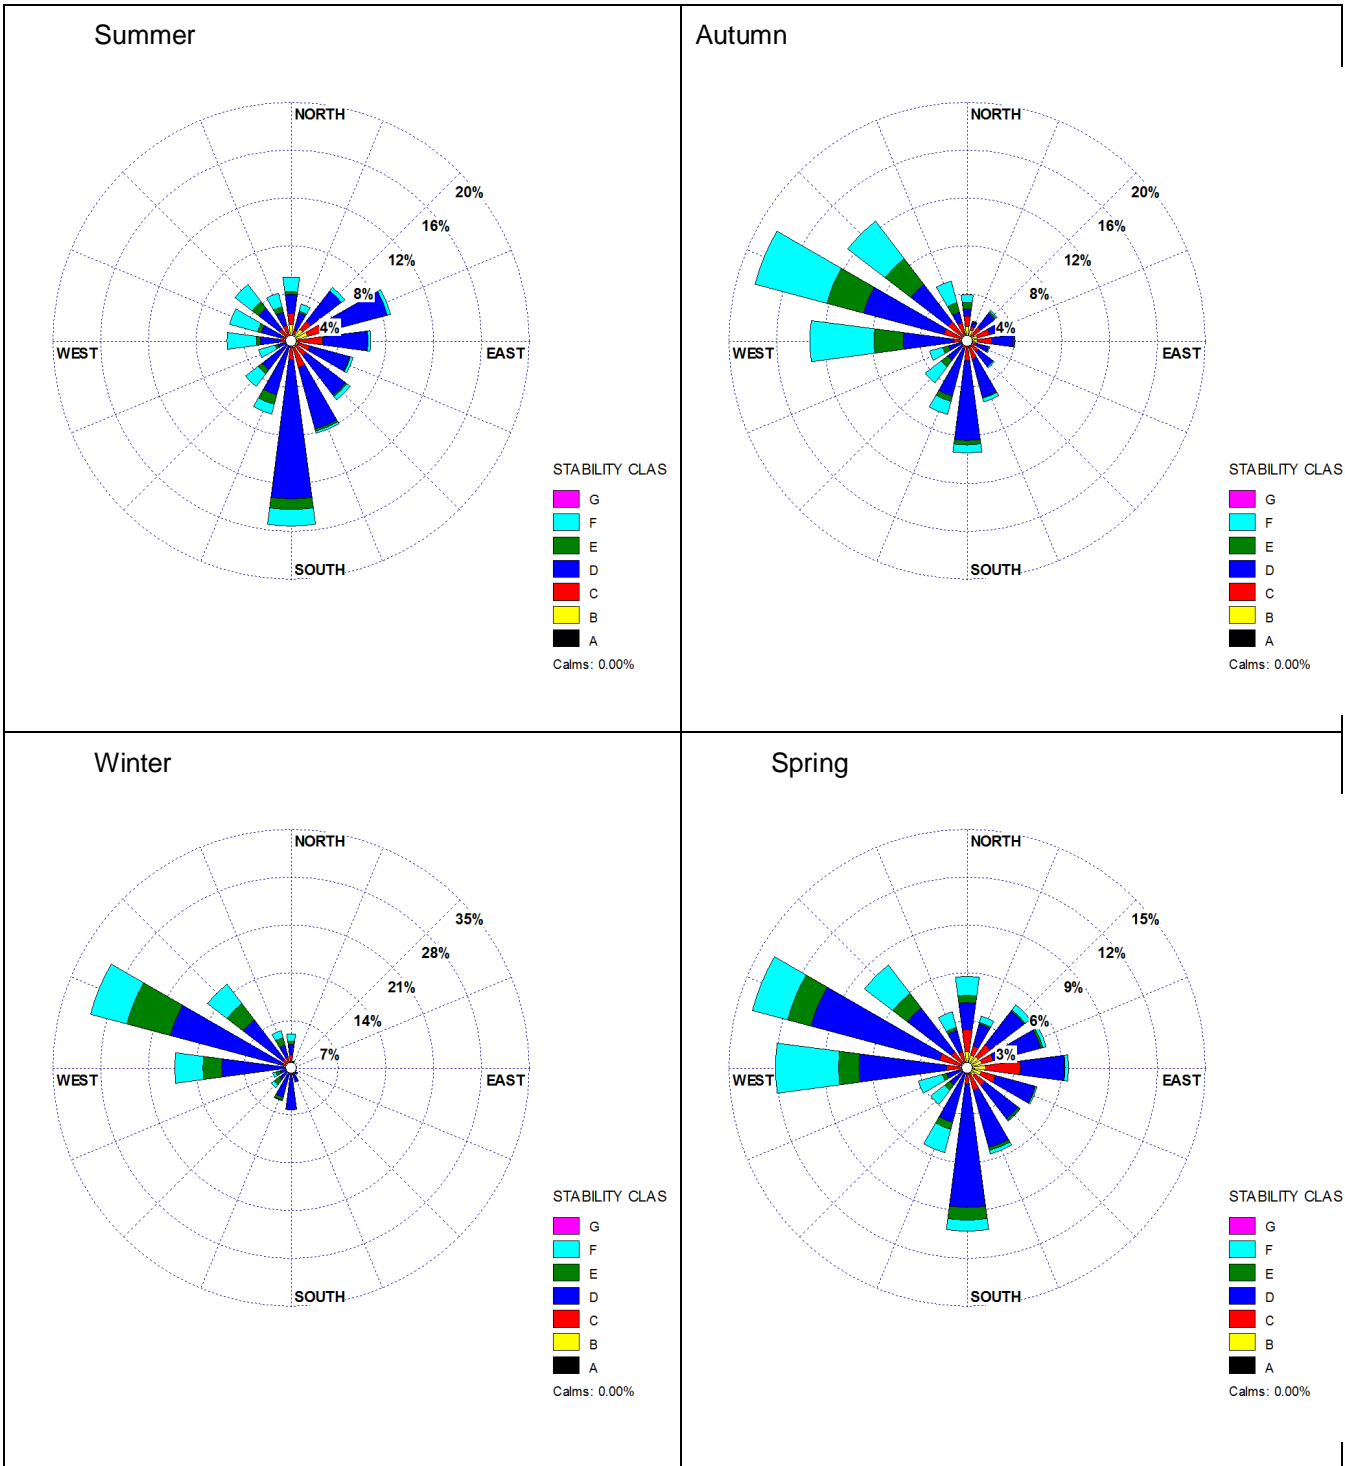 Summer
NORTH
20%
16%
12%
8%
4%
WEST
EAST
SOUTH
STABILITY CLAS
G
F
E
D
C
B
A
Calms: 0.00%
Autumn
NORTH
20%
16%
12%
8%
4%
WEST
EAST
SOUTH
STABILITY CLAS
G
F
E
D
C
B
A
Calms: 0.00%
Winter
NORTH
35%
28%
21%
14%
7%
WEST
EAST
SOUTH
STABILITY CLAS
G
F
E
D
C
B
A
Calms: 0.00%
Spring
NORTH
15%
12%
9%
6%
3%
WEST
EAST
SOUTH
STABILITY CLAS
G
F
E
D
C
B
A
Calms: 0.00%